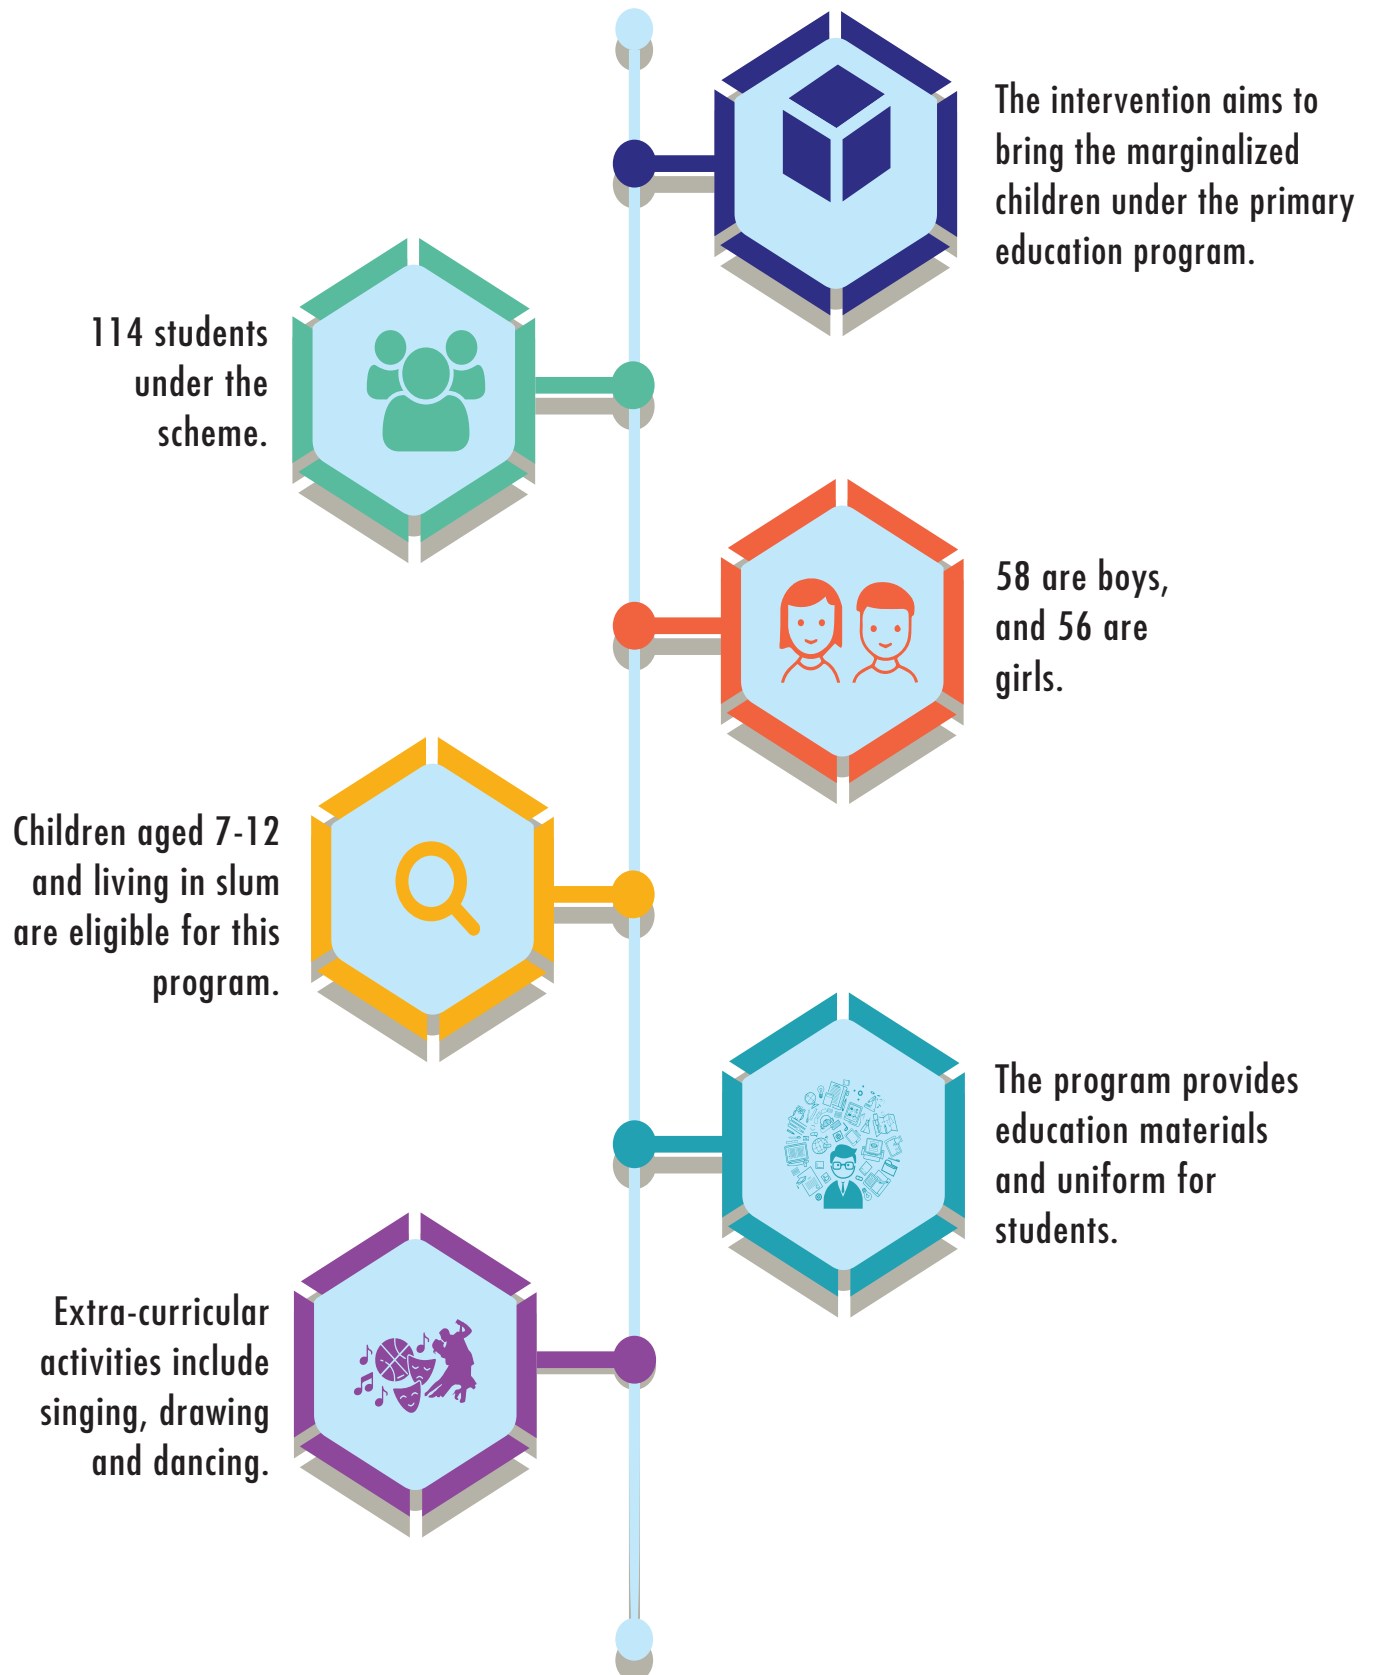 The intervention aims to
bring the marginalized
children under the primary
education program.
114 students
under the
scheme.
58 are boys,
and 56 are
girls.
Children aged 7-12
and living in slum
are eligible for this
program.
The program provides
education materials
and uniform for
students.
Extra-curricular
activities include
singing, drawing
and dancing.